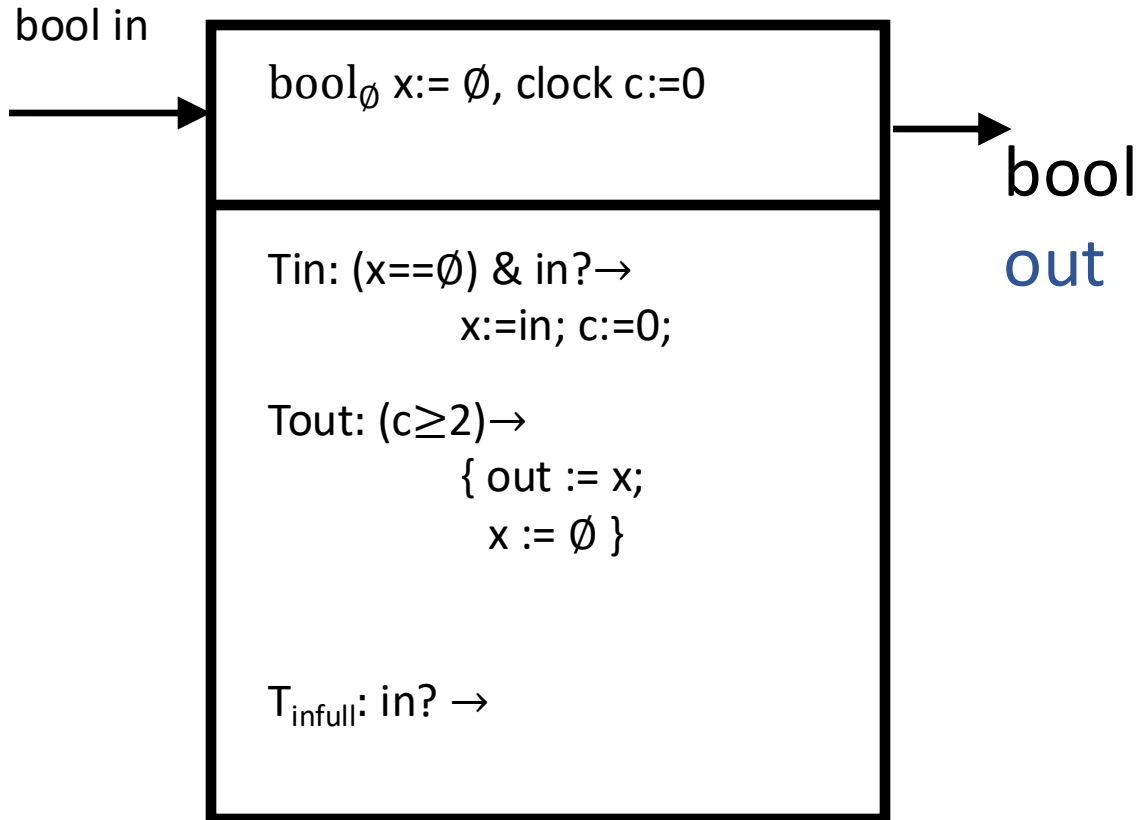 bool in
bool∅ x:= ∅, clock c:=0
bool
out
Tin: (x==∅) & in?→
x:=in; c:=0;
Tout: (c≥2)→
{ out := x;
x := ∅ }
Tinfull: in? →